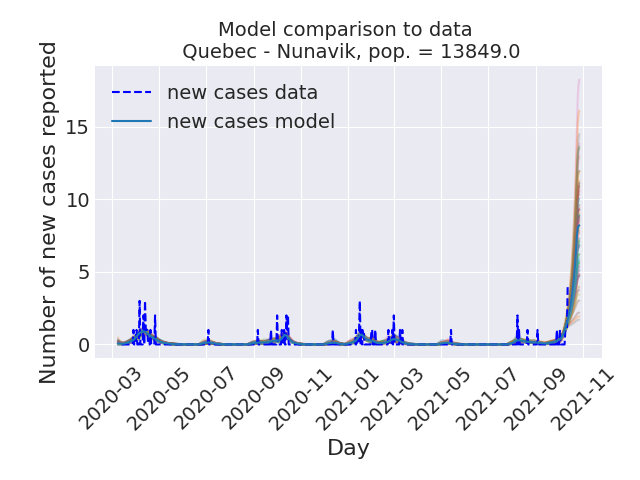 Model comparison to data
Quebec - Nunavik, pop. = 13849.0
new cases data
new cases model
Number of new cases reported
15
10
5
0
2020-03
2020-05
2020-07
2020-09
2020-11
2021-01
2021-03
2021-05
2021-07
2021-09
2021-11
Day